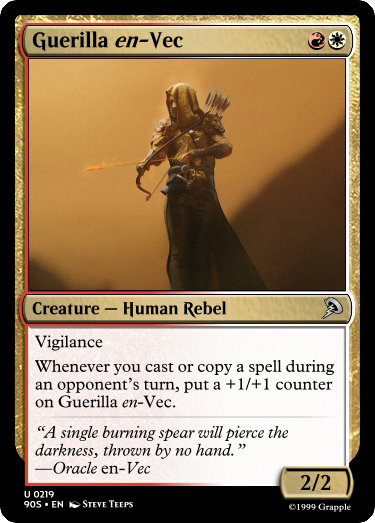 Guerilla en-Vec
Creature — Human Rebel
Vigilance
Whenever you cast or copy a spell during
an opponent's turn, put a +1/+1 counter
on Guerilla en-Vec.
“A single burning spear will pierce the
darkness, thrown by no hand.”
—Oracle en-Vec
2/2
U 0219
90S • EN Steve Teeps
©1999 Grapple